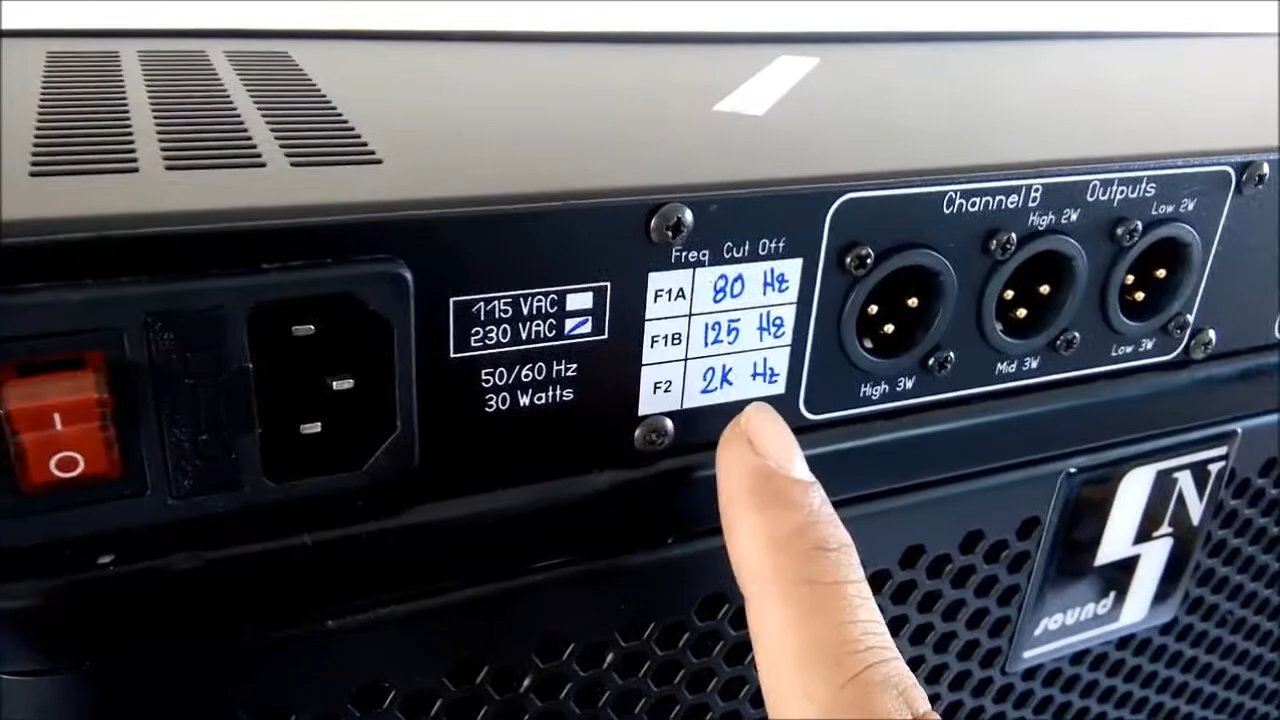 Channel B Outputs
High 2W
Low 2W
High 3W
Mid 3W
Low 3W
Freq Cut Off
F1A 80 Hz
F1B 125 Hz
F2 2K Hz
115 VAC
230 VAC
50/60 Hz
30 Watts
I
O
SN
sound